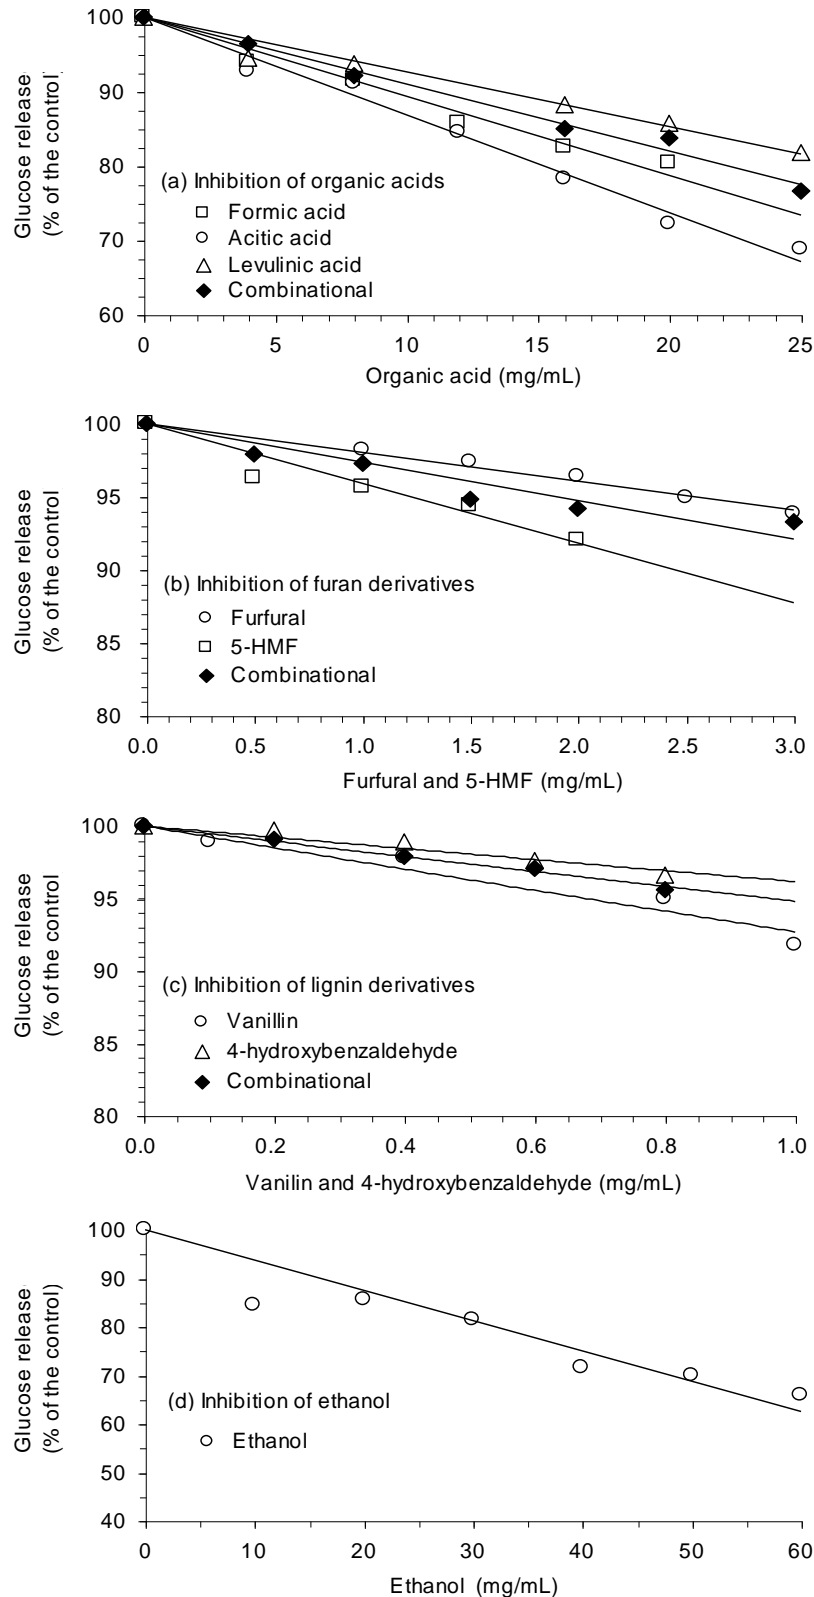 100
90
80
70
60
Glucose release
(% of the control)
(a) Inhibition of organic acids
Formic acid
Acitic acid
Levulinic acid
Combinational
0 5 10 15 20 25
Organic acid (mg/mL)
100
95
90
85
80
Glucose release
(% of the control)
(b) Inhibition of furan derivatives
Furfural
5-HMF
Combinational
0.0 0.5 1.0 1.5 2.0 2.5 3.0
Furfural and 5-HMF (mg/mL)
100
95
90
85
80
Glucose release
(% of the control)
(c) Inhibition of lignin derivatives
Vanillin
4-hydroxybenzaldehyde
Combinational
0.0 0.2 0.4 0.6 0.8 1.0
Vanilin and 4-hydroxybenzaldehyde (mg/mL)
100
90
80
70
60
50
40
Glucose release
(% of the control)
(d) Inhibition of ethanol
Ethanol
0 10 20 30 40 50 60
Ethanol (mg/mL)